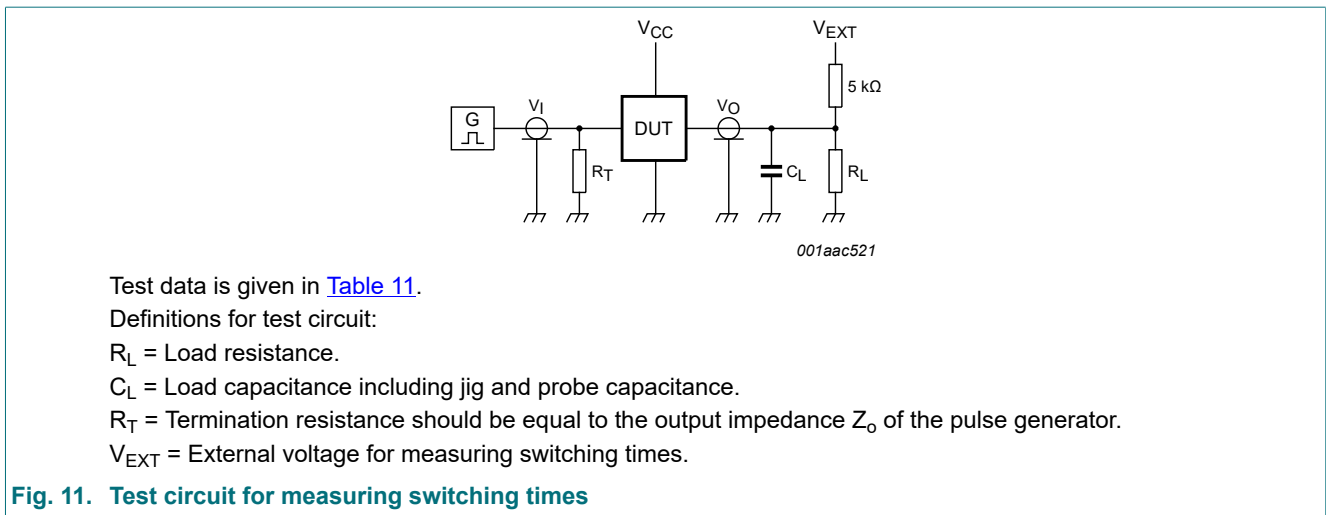 VCC
VEXT
5 kΩ
G
VI
DUT
VO
RT
CL
RL
001aac521
Test data is given in Table 11.
Definitions for test circuit:
RL = Load resistance.
CL = Load capacitance including jig and probe capacitance.
RT = Termination resistance should be equal to the output impedance Zo of the pulse generator.
VEXT = External voltage for measuring switching times.
Fig. 11. Test circuit for measuring switching times